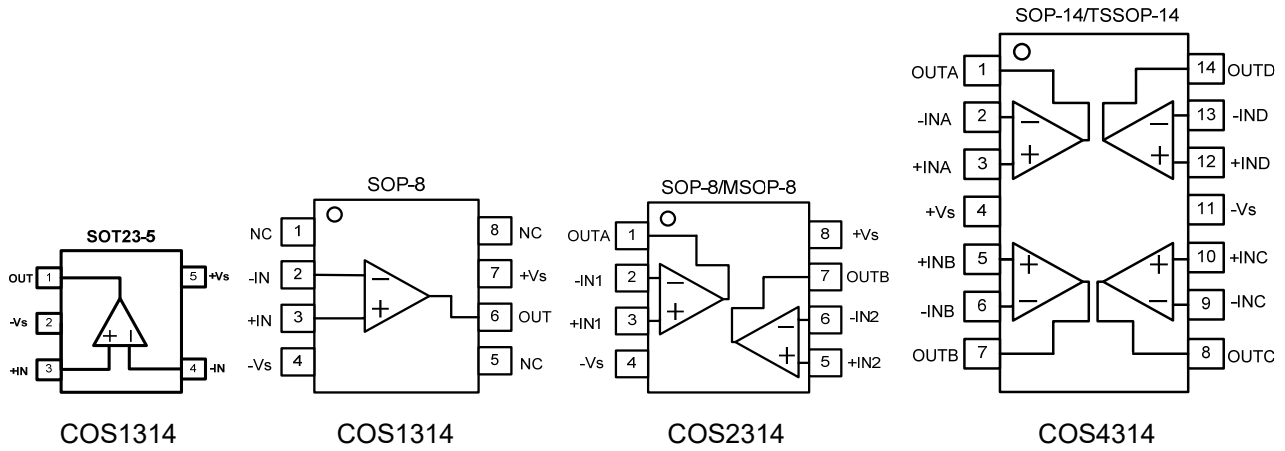 SOT23-5
OUT 1
-Vs 2
+IN 3
5 +Vs
4 -IN
COS1314
SOP-8
NC 1
-IN 2
+IN 3
-Vs 4
8 NC
7 +Vs
6 OUT
5 NC
COS1314
SOP-8/MSOP-8
OUTA 1
-IN1 2
+IN1 3
-Vs 4
8 +Vs
7 OUTB
6 -IN2
5 +IN2
COS2314
SOP-14/TSSOP-14
OUTA 1
-INA 2
+INA 3
+Vs 4
+INB 5
-INB 6
OUTB 7
14 OUTD
13 -IND
12 +IND
11 -Vs
10 +INC
9 -INC
8 OUTC
COS4314